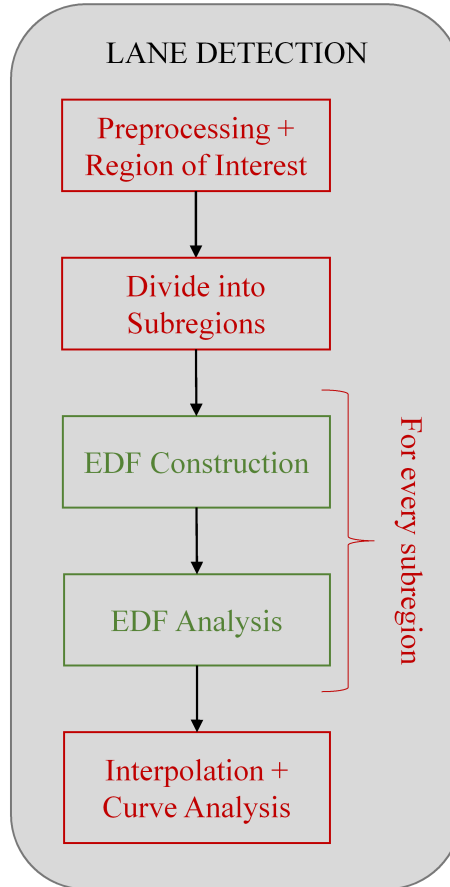 LANE DETECTION
Preprocessing +
Region of Interest
Divide into
Subregions
EDF Construction
EDF Analysis
For every subregion
Interpolation +
Curve Analysis